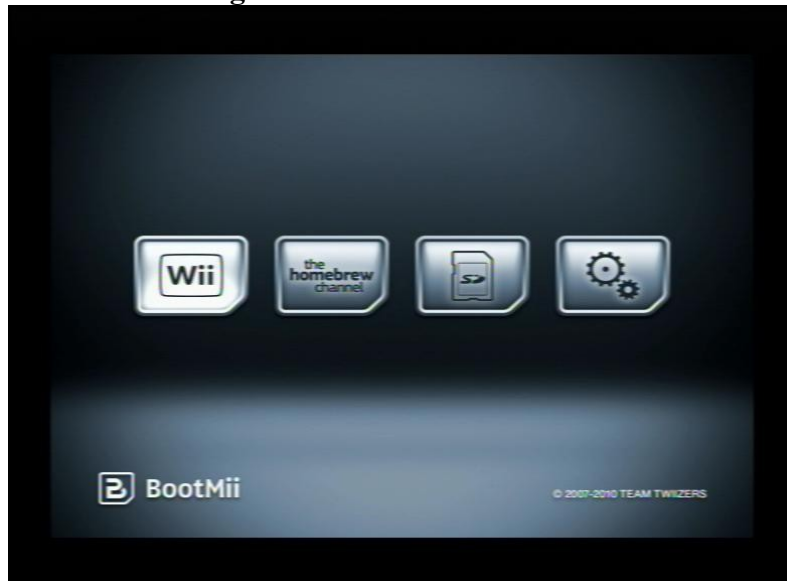 Wii
the
homebrew
channel
SD
BootMii
© 2007-2010 TEAM TWIIZERS